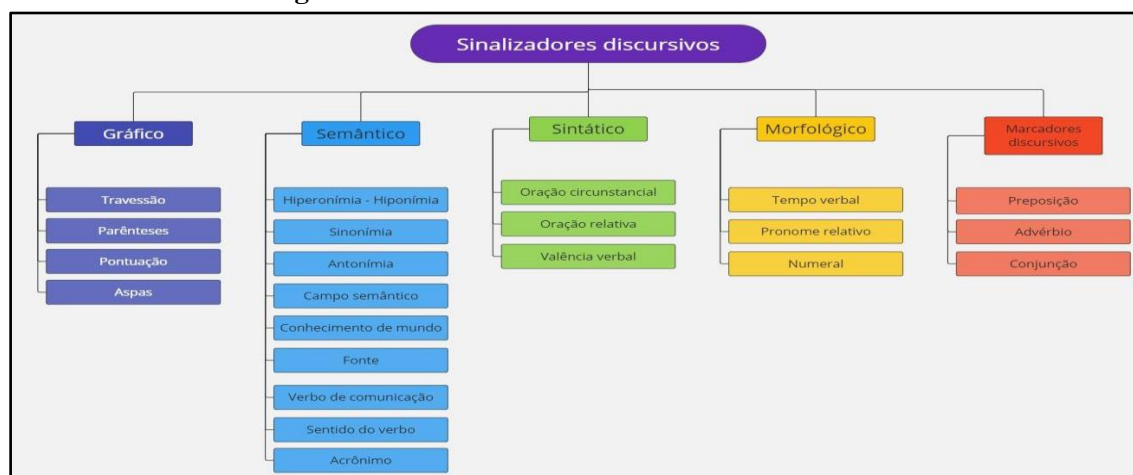 Sinalizadores discursivos
Gráfico
Travessão
Parênteses
Pontuação
Aspas
Semântico
Hiperonímia - Hiponímia
Sinonímia
Antonímia
Campo semântico
Conhecimento de mundo
Fonte
Verbo de comunicação
Sentido do verbo
Acrônimo
Sintático
Oração circunstancial
Oração relativa
Valência verbal
Morfológico
Tempo verbal
Pronome relativo
Numeral
Marcadores
discursivos
Preposição
Advérbio
Conjunção